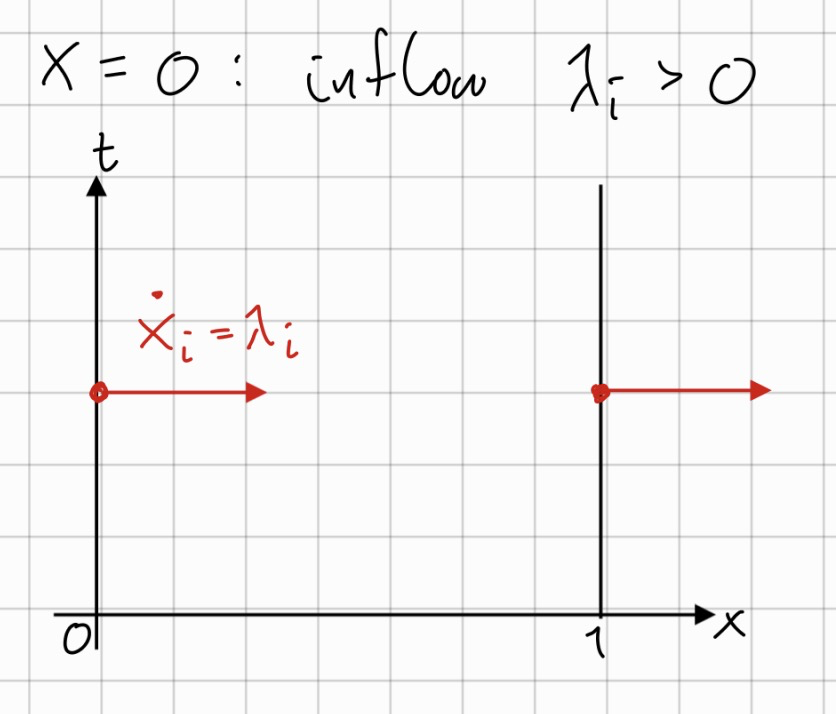 x = 0 : inflow λᵢ > 0
t
ẋᵢ = λᵢ
0
1
x